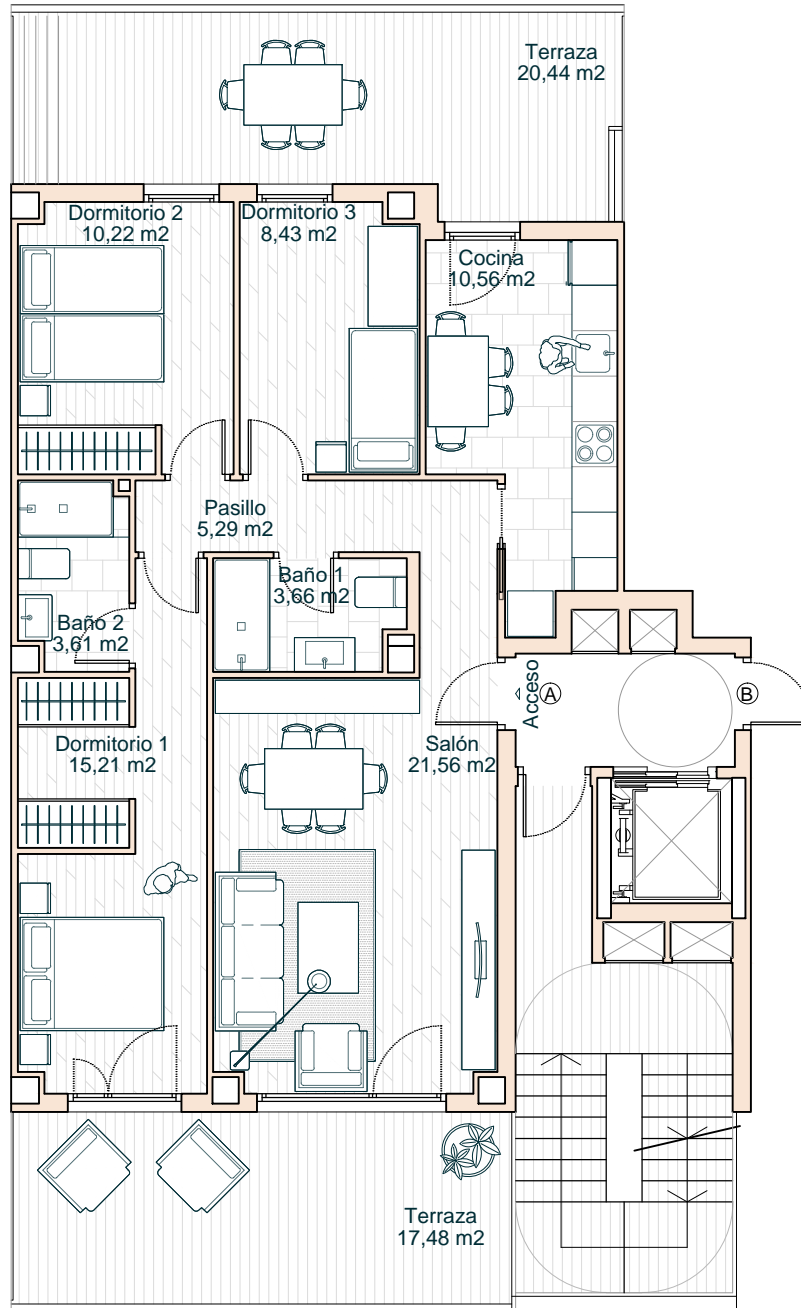 Terraza
20,44 m2
Dormitorio 2
10,22 m2
Dormitorio 3
8,43 m2
Cocina
10,56 m2
Pasillo
5,29 m2
Baño 1
3,66 m2
Baño 2
3,61 m2
Acceso
A
B
Dormitorio 1
15,21 m2
Salón
21,56 m2
Terraza
17,48 m2